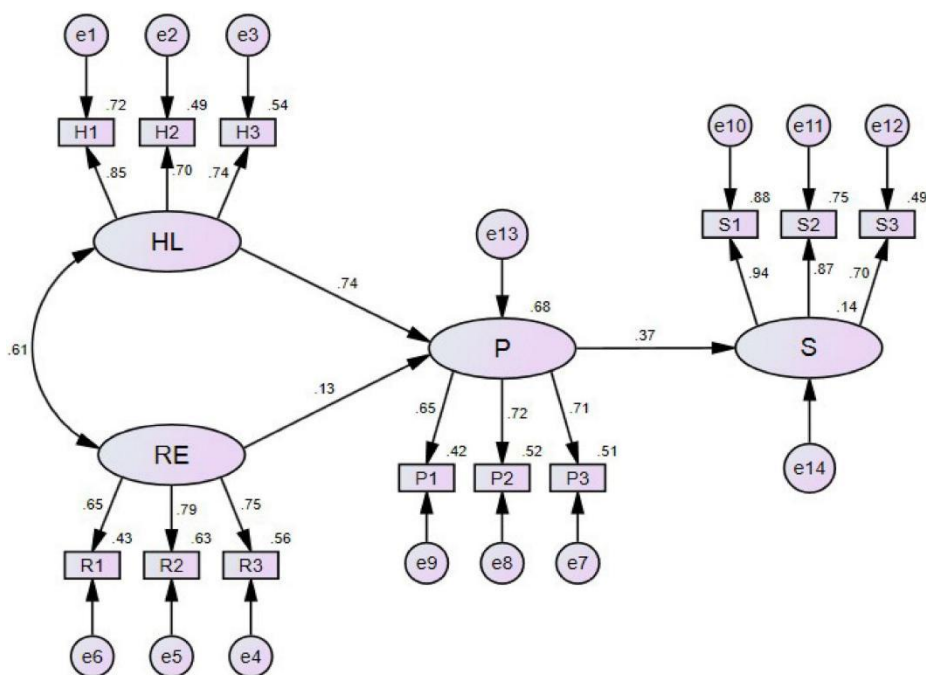 e1 e2 e3
.72 .49 .54
H1 H2 H3
.85 .70 .74
HL
e10 e11 e12
.88 .75 .49
S1 S2 S3
.94 .87 .70
.14
S
e14
e13
.74
.68
P
.37
.61
.13
.65 .72 .71
.42 .52 .51
P1 P2 P3
e9 e8 e7
RE
.65 .79 .75
.43 .63 .56
R1 R2 R3
e6 e5 e4